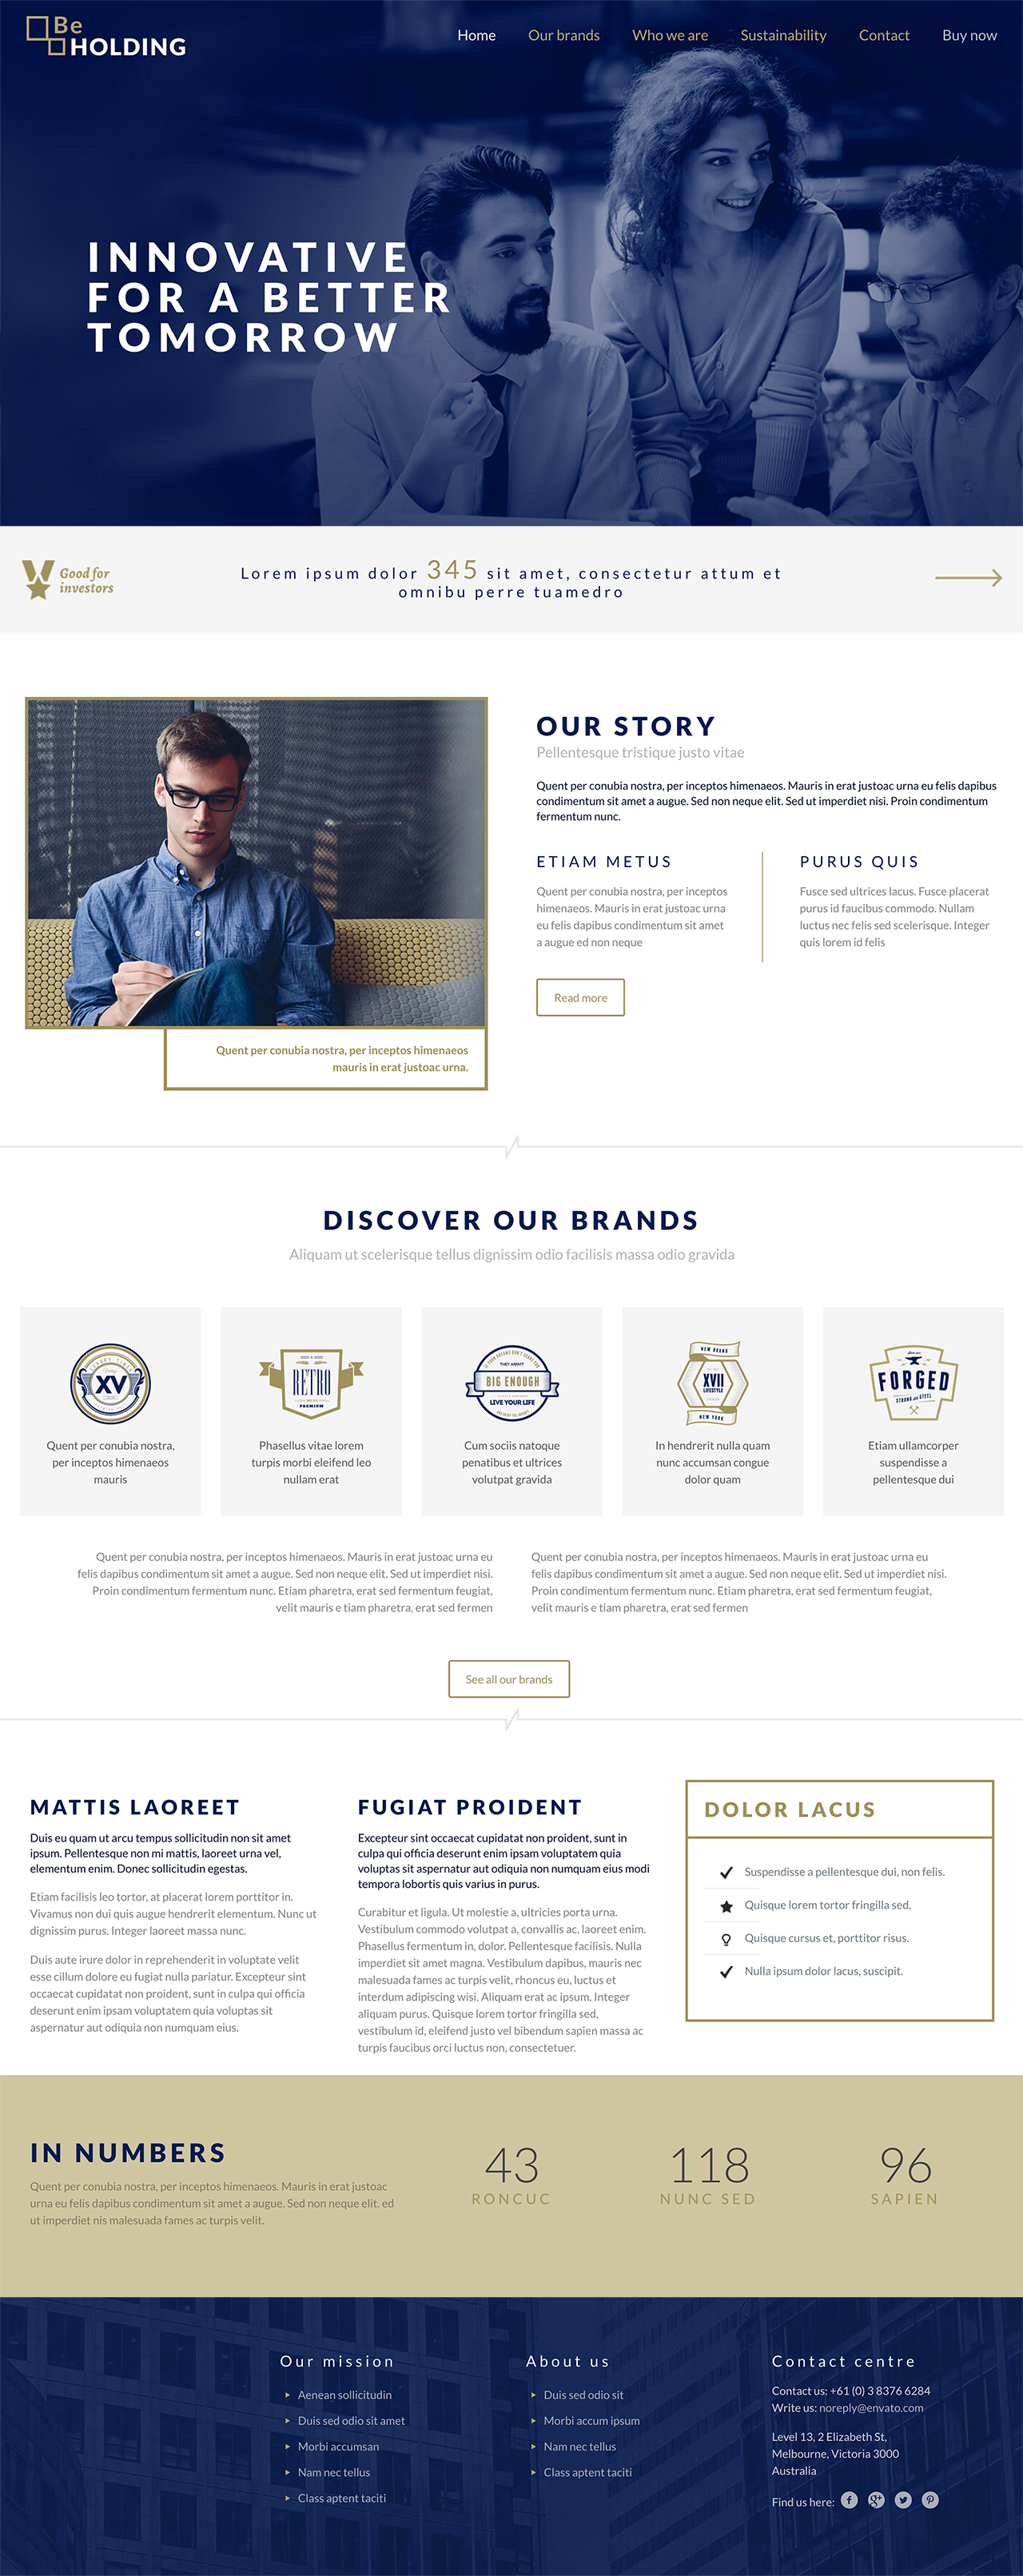 Be
HOLDING
Home Our brands Who we are Sustainability Contact Buy now
INNOVATIVE
FOR A BETTER
TOMORROW
Good for
investors
Lorem ipsum dolor 345 sit amet, consectetur attum et
omnibu perre tuamedro
Quent per conubia nostra, per inceptos himenaeos
mauris in erat justoac urna.
OUR STORY
Pellentesque tristique justo vitae
Quent per conubia nostra, per inceptos himenaeos. Mauris in erat justoac urna eu felis dapibus
condimentum sit amet a augue. Sed non neque elit. Sed ut imperdiet nisi. Proin condimentum
fermentum nunc.
ETIAM METUS
Quent per conubia nostra, per inceptos
himenaeos. Mauris in erat justoac urna
eu felis dapibus condimentum sit amet
a augue ed non neque
PURUS QUIS
Fusce sed ultrices lacus. Fusce placerat
purus id faucibus commodo. Nullam
luctus nec felis sed scelerisque. Integer
quis lorem id felis
Read more
DISCOVER OUR BRANDS
Aliquam ut scelerisque tellus dignissim odio facilisis massa odio gravida
XV
Quent per conubia nostra,
per inceptos himenaeos
mauris
RETRO
PREMIUM
Phasellus vitae lorem
turpis morbi eleifend leo
nullam erat
THEY AREN'T
BIG ENOUGH
LIVE YOUR LIFE
Cum sociis natoque
penatibus et ultrices
volutpat gravida
NEW BRAND
XVII
LIFESTYLE
NEW YORK
In hendrerit nulla quam
nunc accumsan congue
dolor quam
FORGED
STRONG AS STEEL
Etiam ullamcorper
suspendisse a
pellentesque dui
Quent per conubia nostra, per inceptos himenaeos. Mauris in erat justoac urna eu
felis dapibus condimentum sit amet a augue. Sed non neque elit. Sed ut imperdiet nisi.
Proin condimentum fermentum nunc. Etiam pharetra, erat sed fermentum feugiat,
velit mauris e tiam pharetra, erat sed fermen
Quent per conubia nostra, per inceptos himenaeos. Mauris in erat justoac urna eu
felis dapibus condimentum sit amet a augue. Sed non neque elit. Sed ut imperdiet nisi.
Proin condimentum fermentum nunc. Etiam pharetra, erat sed fermentum feugiat,
velit mauris e tiam pharetra, erat sed fermen
See all our brands
MATTIS LAOREET
Duis eu quam ut arcu tempus sollicitudin non sit amet
ipsum. Pellentesque non mi mattis, laoreet urna vel,
elementum enim. Donec sollicitudin egestas.
Etiam facilisis leo tortor, at placerat lorem porttitor in.
Vivamus non dui quis augue hendrerit elementum. Nunc ut
dignissim purus. Integer laoreet massa nunc.
Duis aute irure dolor in reprehenderit in voluptate velit
esse cillum dolore eu fugiat nulla pariatur. Excepteur sint
occaecat cupidatat non proident, sunt in culpa qui officia
deserunt enim ipsam voluptatem quia voluptas sit
aspernatur aut odiquia non numquam eius.
FUGIAT PROIDENT
Excepteur sint occaecat cupidatat non proident, sunt in
culpa qui officia deserunt enim ipsam voluptatem quia
voluptas sit aspernatur aut odiquia non numquam eius modi
tempora lobortis quis varius in purus.
Curabitur et ligula. Ut molestie a, ultricies porta urna.
Vestibulum commodo volutpat a, convallis ac, laoreet enim.
Phasellus fermentum in, dolor. Pellentesque facilisis. Nulla
imperdiet sit amet magna. Vestibulum dapibus, mauris nec
malesuada fames ac turpis velit, rhoncus eu, luctus et
interdum adipiscing wisi. Aliquam erat ac ipsum. Integer
aliquam purus. Quisque lorem tortor fringilla sed,
vestibulum id, eleifend justo vel bibendum sapien massa ac
turpis faucibus orci luctus non, consectetuer.
DOLOR LACUS
Suspendisse a pellentesque dui, non felis.
Quisque lorem tortor fringilla sed.
Quisque cursus et, porttitor risus.
Nulla ipsum dolor lacus, suscipit.
IN NUMBERS
Quent per conubia nostra, per inceptos himenaeos. Mauris in erat justoac
urna eu felis dapibus condimentum sit amet a augue. Sed non neque elit. ed
ut imperdiet nis malesuada fames ac turpis velit.
43
RONCUC
118
NUNC SED
96
SAPIEN
Our mission
Aenean sollicitudin
Duis sed odio sit amet
Morbi accumsan
Nam nec tellus
Class aptent taciti
About us
Duis sed odio sit
Morbi accum ipsum
Nam nec tellus
Class aptent taciti
Contact centre
Contact us: +61 (0) 3 8376 6284
Write us: noreply@envato.com
Level 13, 2 Elizabeth St,
Melbourne, Victoria 3000
Australia
Find us here: